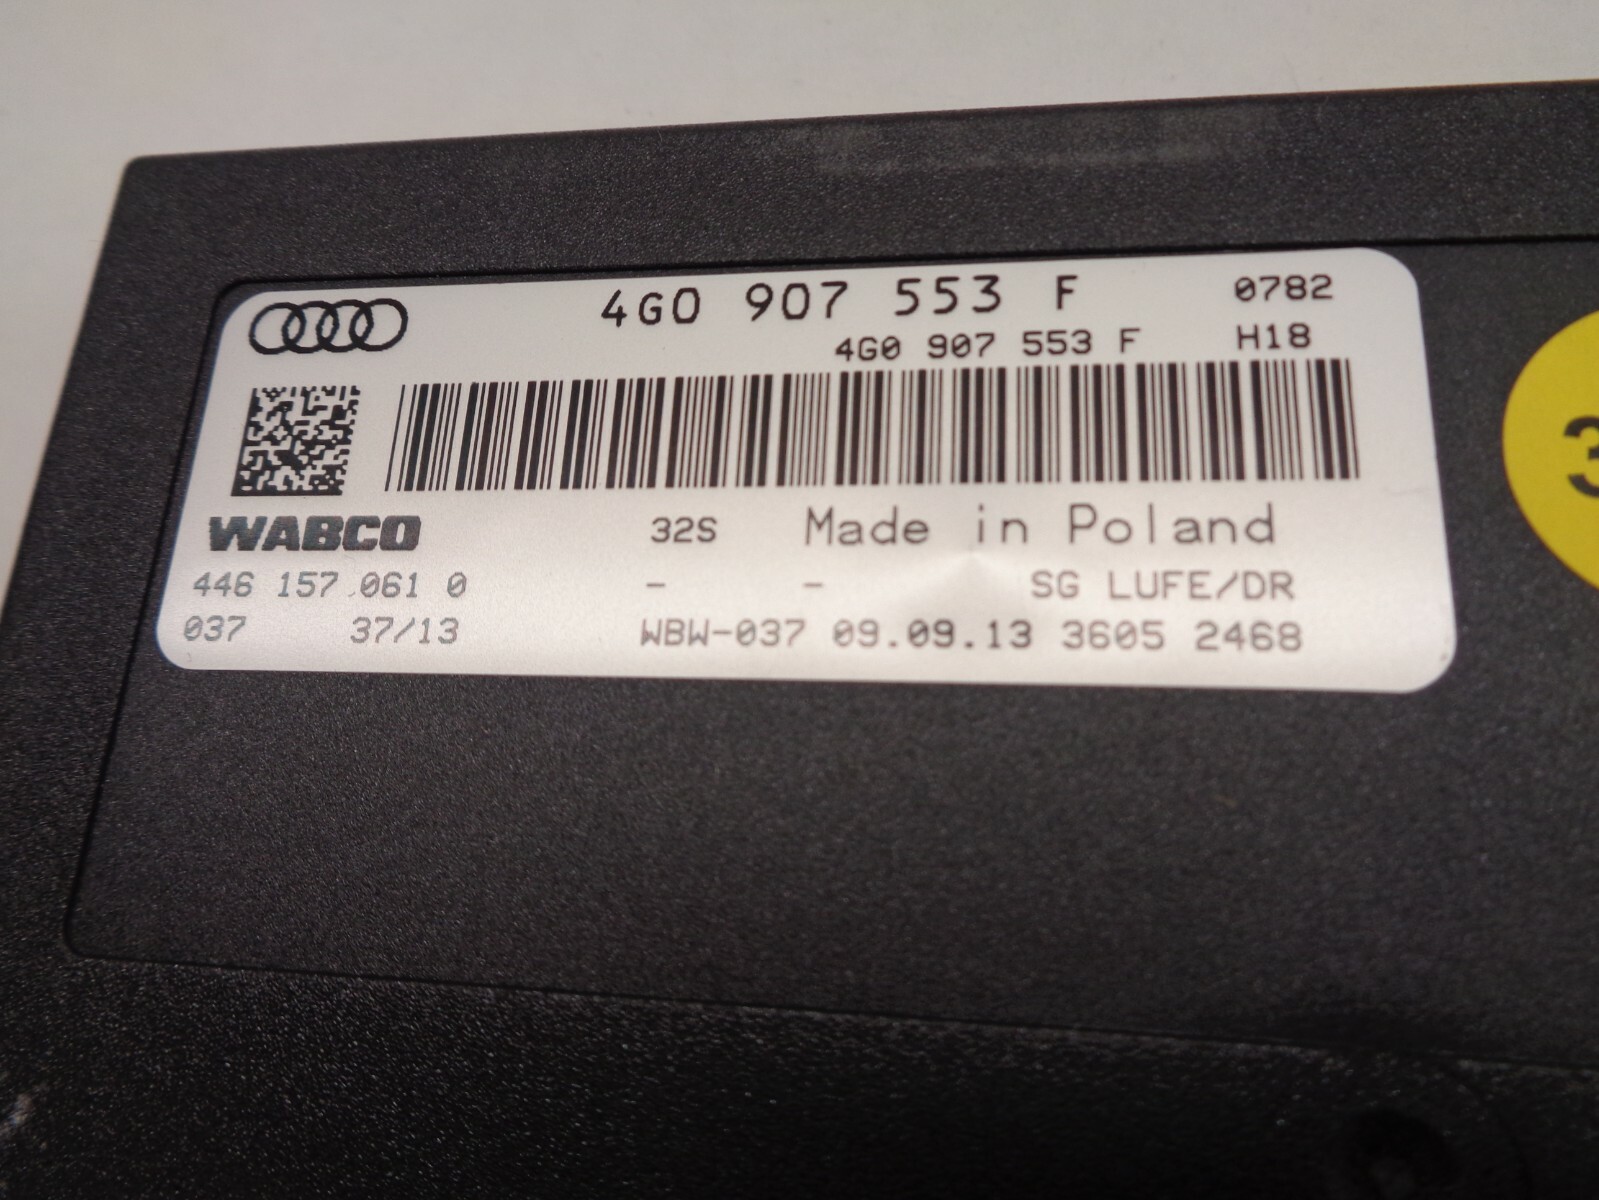 4G0 907 553 F 0782
4G0 907 553 F H18
WABCO 32S Made in Poland
446 157 061 0 - - SG LUFE/DR
037 37/13 WBW-037 09.09.13 3605 2468
3